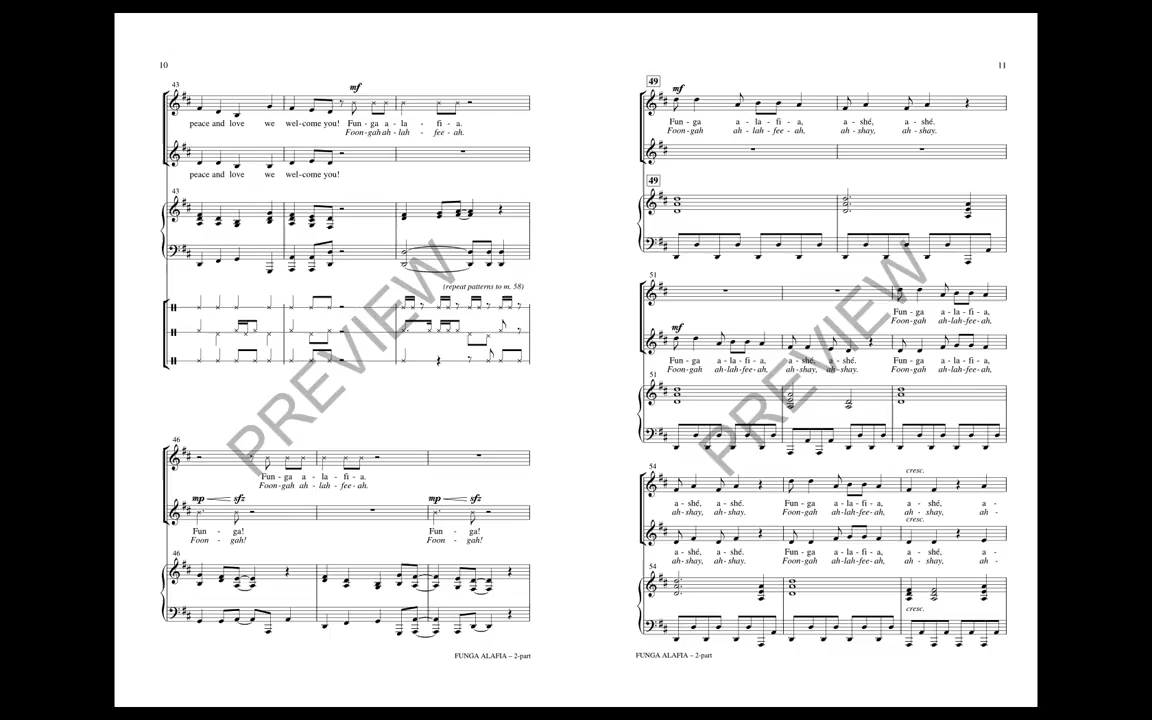 10
43
mf
peace and love we wel - come you! Fun - ga a - la - fi - a.
Foon - gah ah - lah - fee - ah.
peace and love we wel - come you!
43
(repeat patterns to m. 58)
46
Fun - ga a - la - fi - a.
Foon - gah ah - lah - fee - ah.
mp sfz mp sfz
Fun - ga! Fun - ga!
Foon - gah! Foon - gah!
46
FUNGA ALAFIA – 2-part
PREVIEW
11
49
mf
Fun - ga a - la - fi - a, a - shé, a - shé.
Foon - gah ah - lah - fee - ah, ah - shay, ah - shay.
49
51
Fun - ga a - la - fi - a,
Foon - gah ah - lah - fee - ah,
mf
Fun - ga a - la - fi - a, a - shé, a - shé. Fun - ga a - la - fi - a,
Foon - gah ah - lah - fee - ah, ah - shay, ah - shay. Foon - gah ah - lah - fee - ah,
51
54
cresc.
a - shé, a - shé. Fun - ga a - la - fi - a, a - shé, a -
ah - shay, ah - shay. Foon - gah ah - lah - fee - ah, ah - shay, ah -
cresc.
a - shé, a - shé. Fun - ga a - la - fi - a, a - shé, a -
ah - shay, ah - shay. Foon - gah ah - lah - fee - ah, ah - shay, ah -
54
cresc.
FUNGA ALAFIA – 2-part
PREVIEW